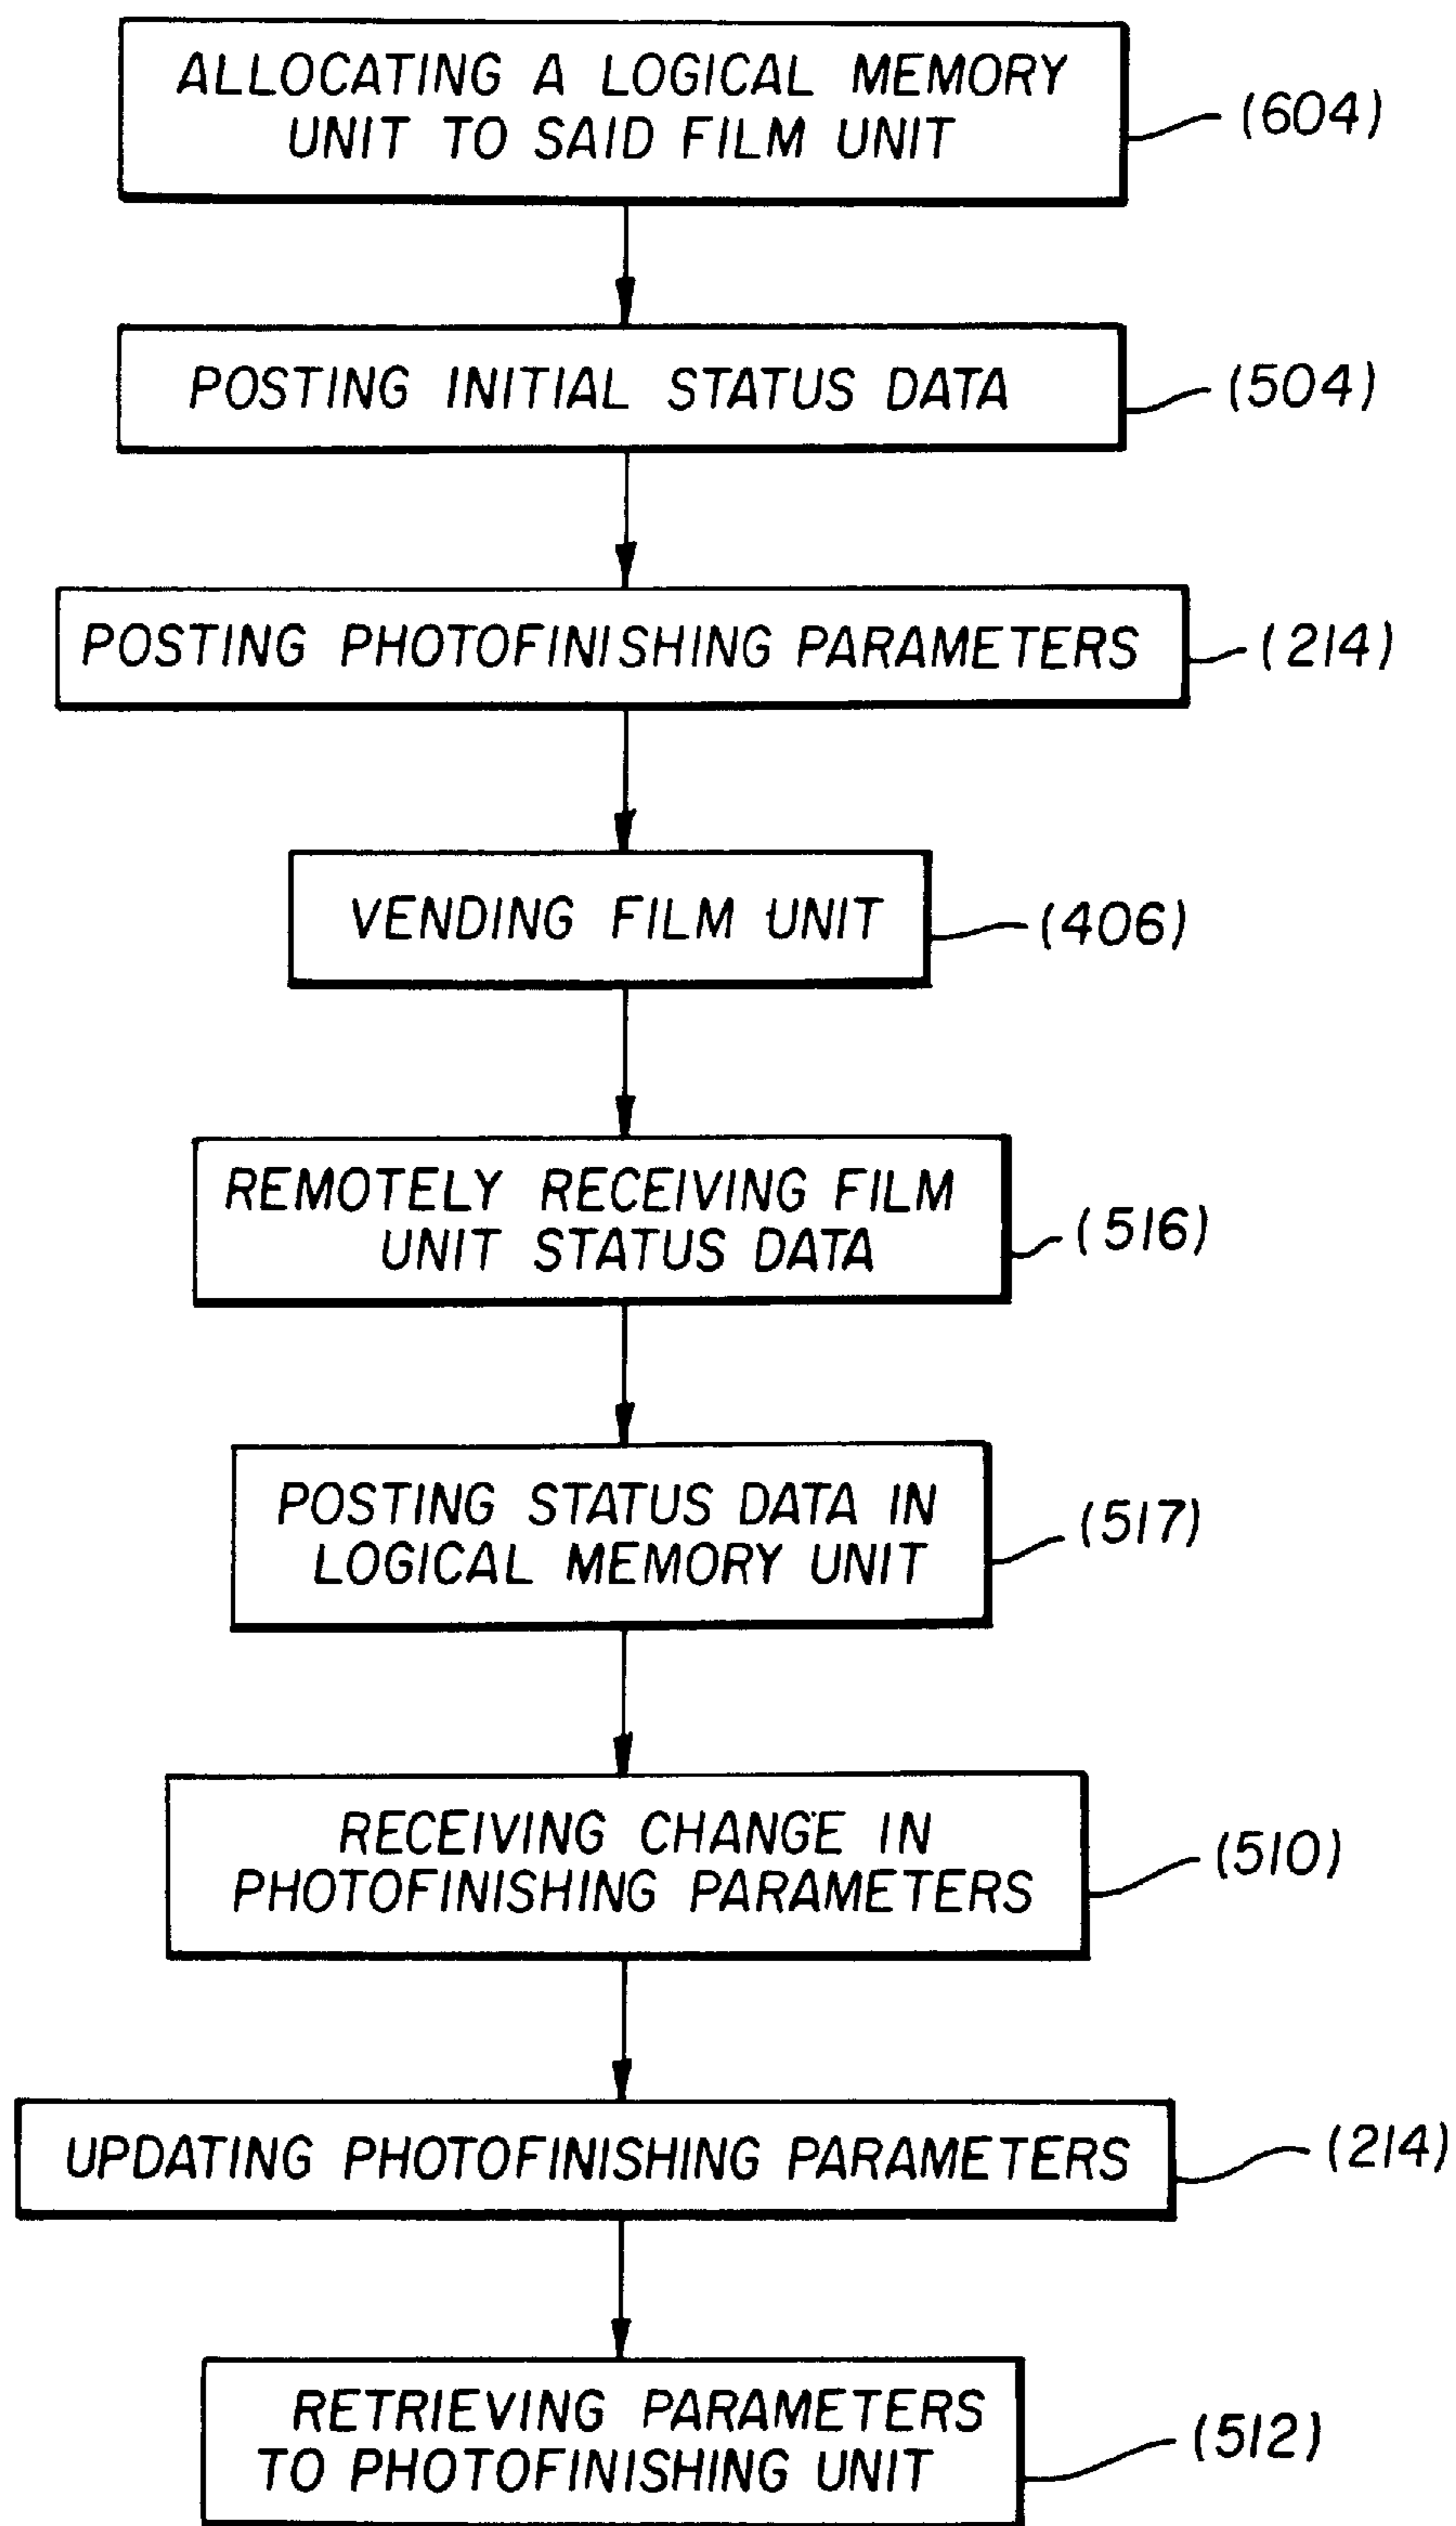 ALLOCATING A LOGICAL MEMORY
UNIT TO SAID FILM UNIT
(604)
POSTING INITIAL STATUS DATA
(504)
POSTING PHOTOFINISHING PARAMETERS
(214)
VENDING FILM UNIT
(406)
REMOTELY RECEIVING FILM
UNIT STATUS DATA
(516)
POSTING STATUS DATA IN
LOGICAL MEMORY UNIT
(517)
RECEIVING CHANGE IN
PHOTOFINISHING PARAMETERS
(510)
UPDATING PHOTOFINISHING PARAMETERS
(214)
RETRIEVING PARAMETERS
TO PHOTOFINISHING UNIT
(512)